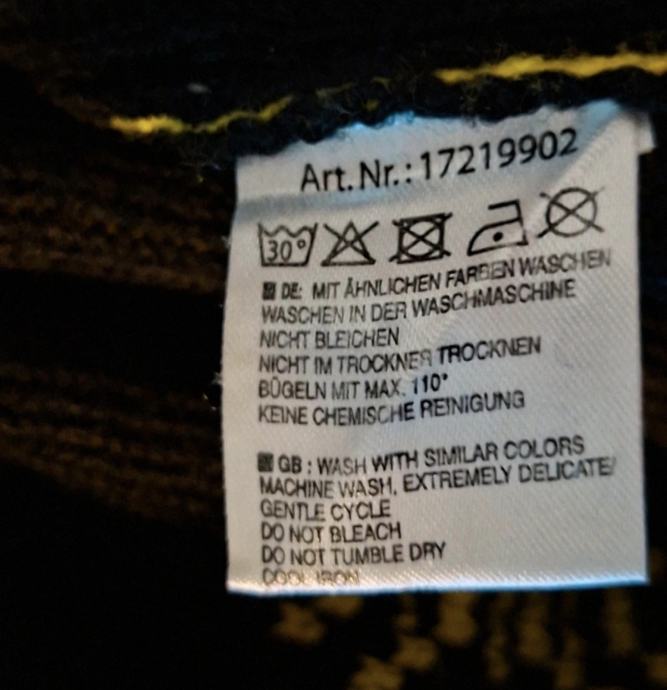 Art.Nr.: 17219902
30°
DE: MIT ÄHNLICHEN FARBEN WASCHEN
WASCHEN IN DER WASCHMASCHINE
NICHT BLEICHEN
NICHT IM TROCKNER TROCKNEN
BÜGELN MIT MAX. 110°
KEINE CHEMISCHE REINIGUNG
GB : WASH WITH SIMILAR COLORS
MACHINE WASH, EXTREMELY DELICATE/
GENTLE CYCLE
DO NOT BLEACH
DO NOT TUMBLE DRY
COOL IRON